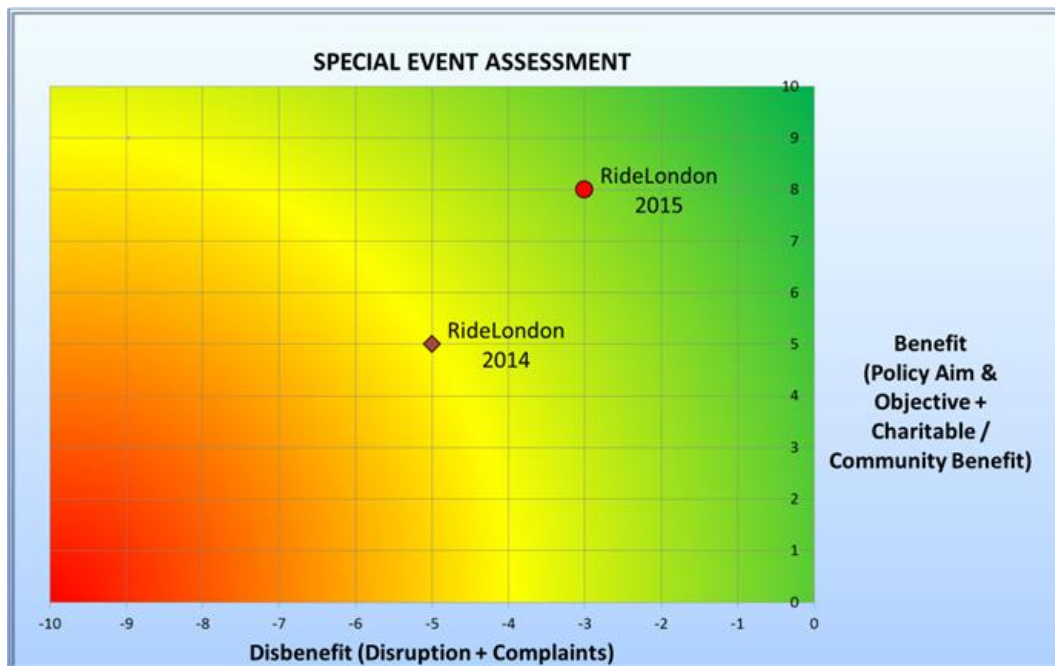 SPECIAL EVENT ASSESSMENT
10
9
RideLondon
2015
8
7
6
RideLondon
2014
5
Benefit
(Policy Aim &
Objective +
Charitable /
Community Benefit)
4
3
2
1
0
-10 -9 -8 -7 -6 -5 -4 -3 -2 -1 0
Disbenefit (Disruption + Complaints)